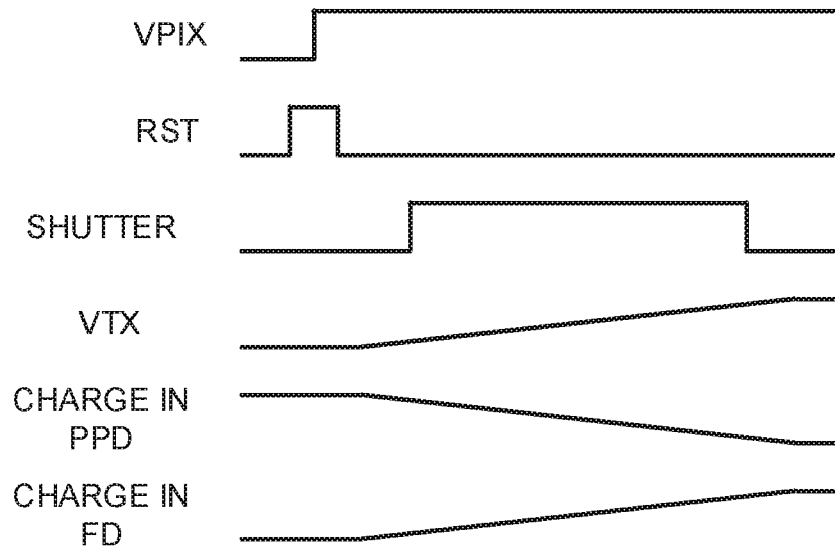 VPIX
RST
SHUTTER
VTX
CHARGE IN
PPD
CHARGE IN
FD